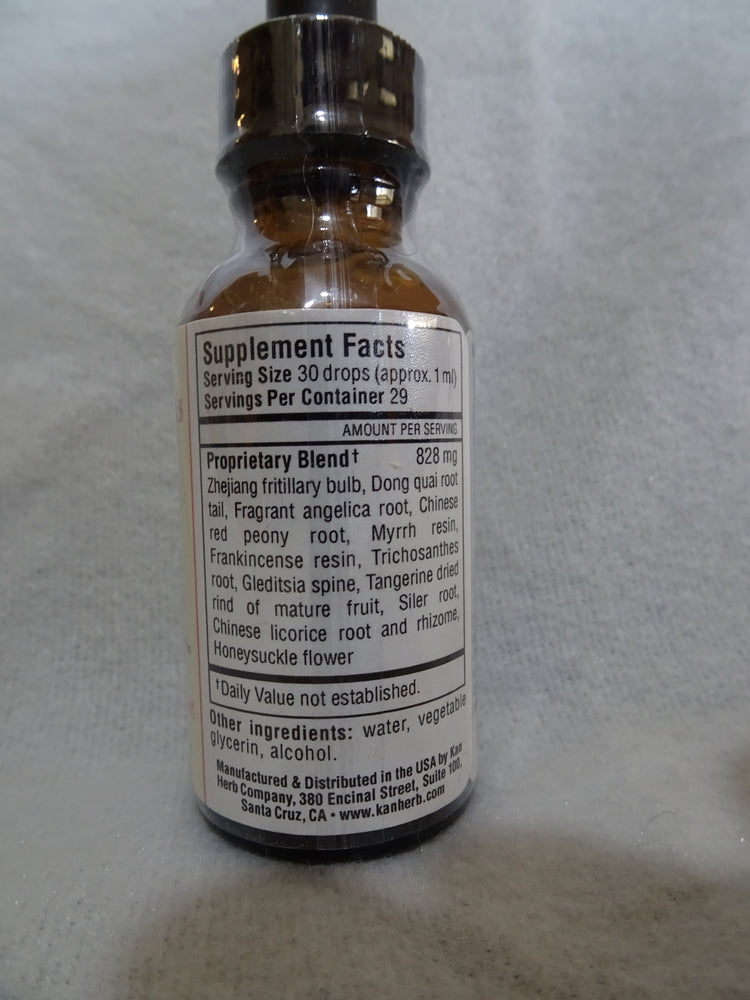 Supplement Facts
Serving Size 30 drops (approx. 1 ml)
Servings Per Container 29
AMOUNT PER SERVING
Proprietary Blend† 828 mg
Zhejiang fritillary bulb, Dong quai root
tail, Fragrant angelica root, Chinese
red peony root, Myrrh resin,
Frankincense resin, Trichosanthes
root, Gleditsia spine, Tangerine dried
rind of mature fruit, Siler root,
Chinese licorice root and rhizome,
Honeysuckle flower
†Daily Value not established.
Other ingredients: water, vegetable
glycerin, alcohol.
Manufactured & Distributed in the USA by Kan
Herb Company, 380 Encinal Street, Suite 100,
Santa Cruz, CA • www.kanherb.com